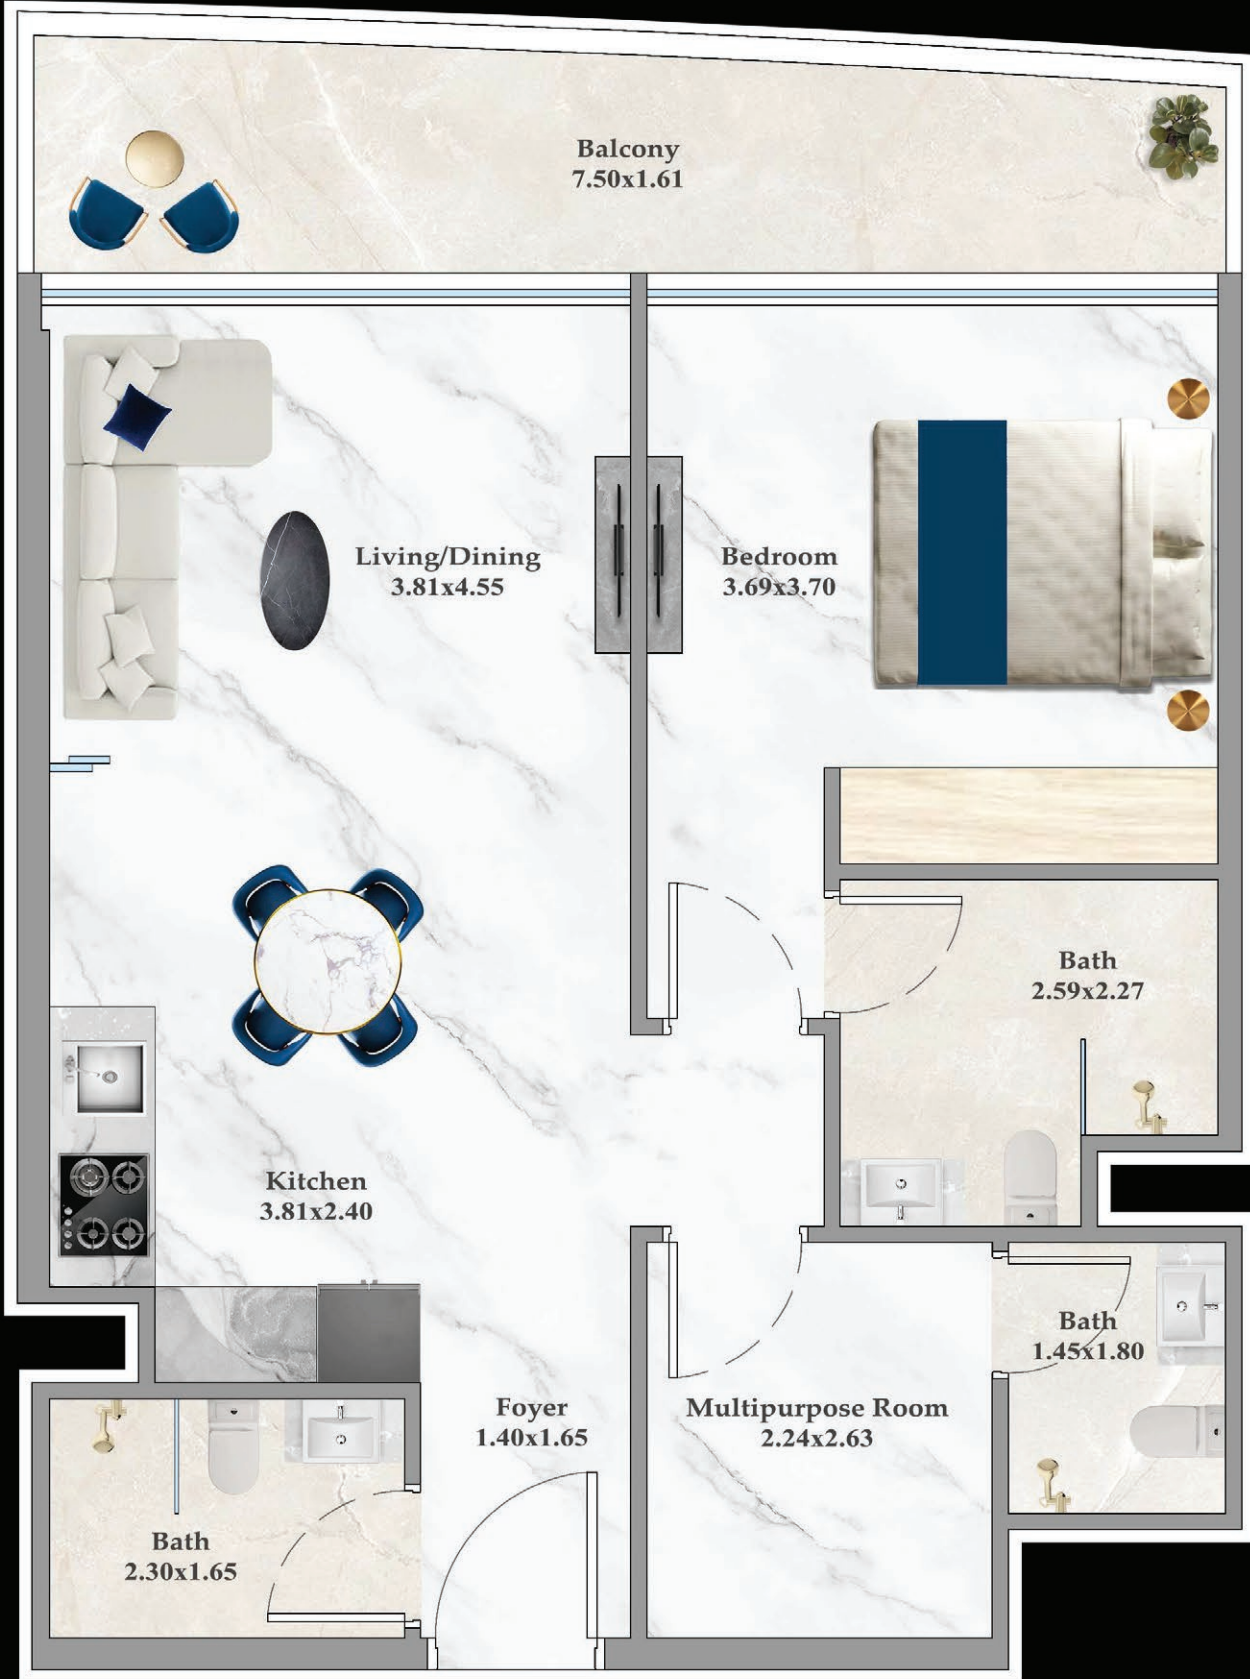 Balcony
7.50x1.61
Living/Dining
3.81x4.55
Bedroom
3.69x3.70
Bath
2.59x2.27
Kitchen
3.81x2.40
Bath
1.45x1.80
Foyer
1.40x1.65
Multipurpose Room
2.24x2.63
Bath
2.30x1.65